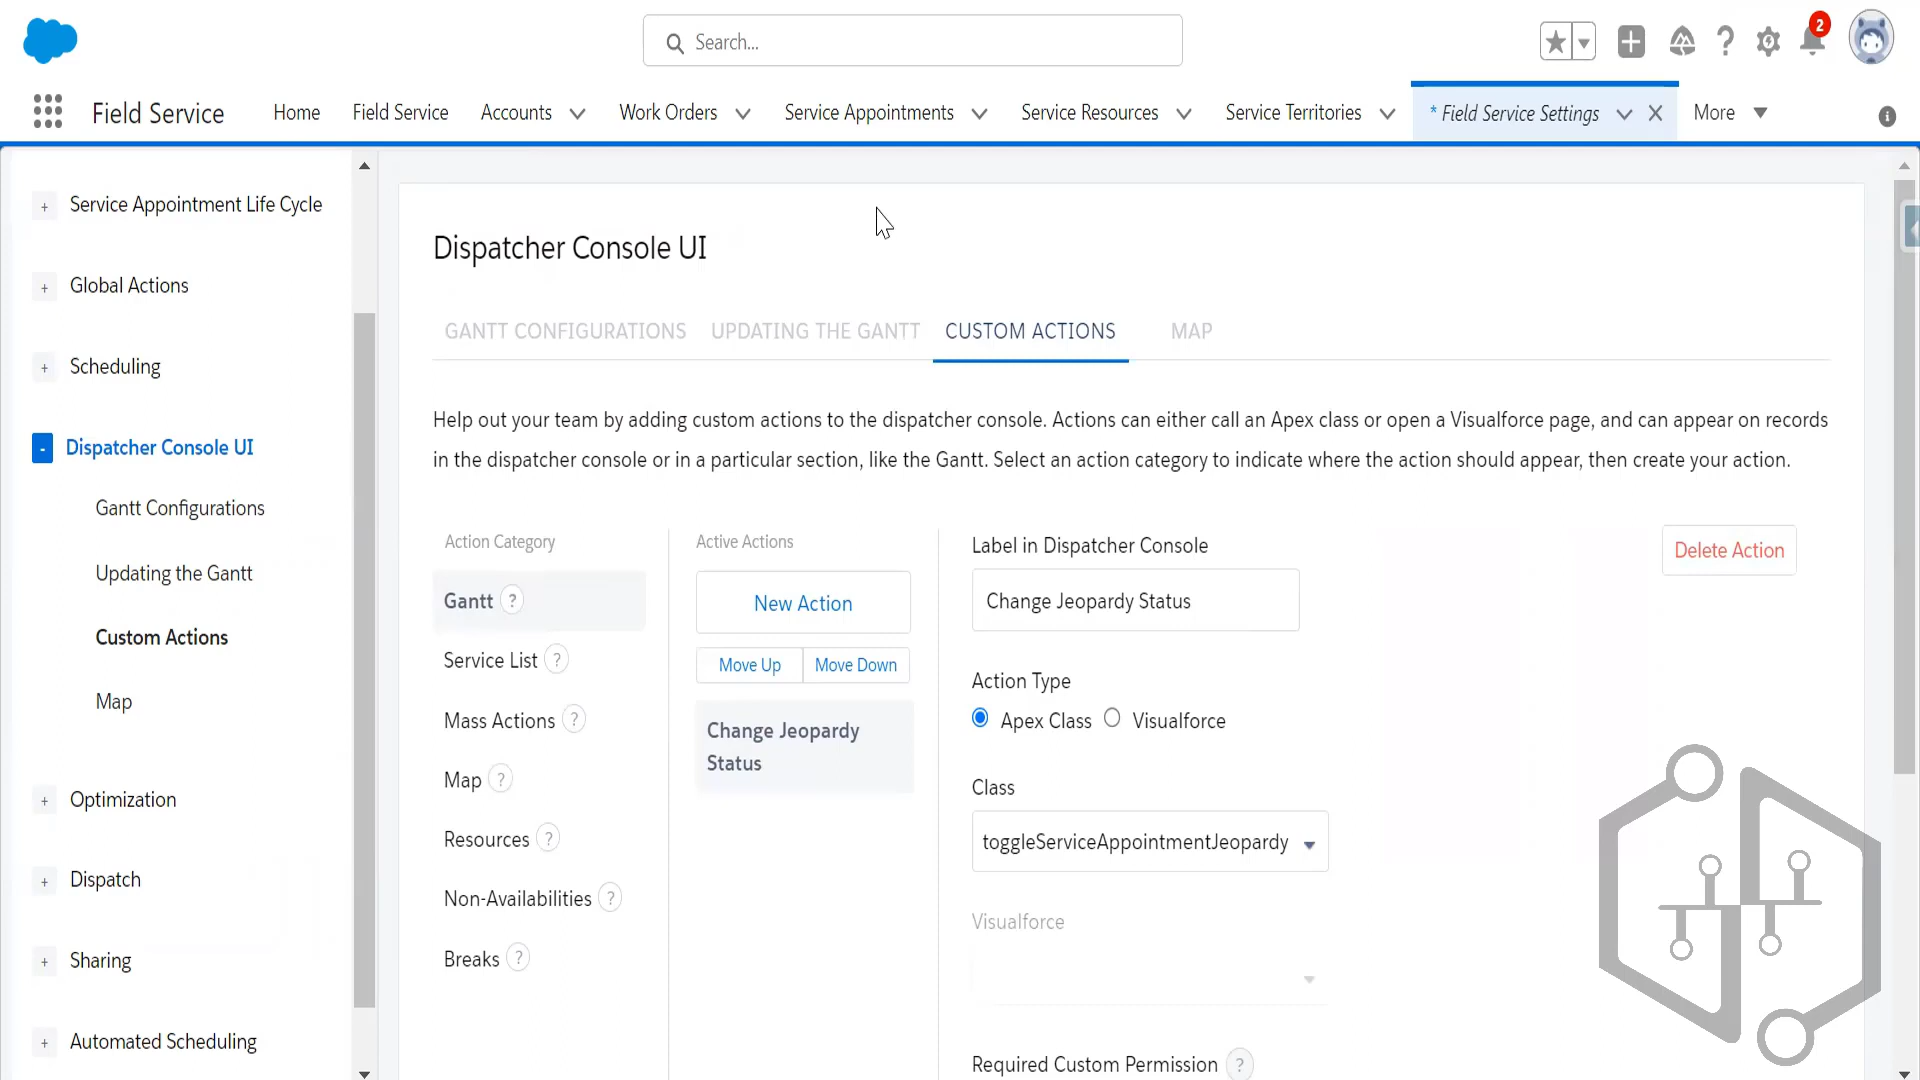 Search...
2
Field Service
Home
Field Service
Accounts
Work Orders
Service Appointments
Service Resources
Service Territories
* Field Service Settings
More
Service Appointment Life Cycle
Global Actions
Scheduling
Dispatcher Console UI
Gantt Configurations
Updating the Gantt
Custom Actions
Map
Optimization
Dispatch
Sharing
Automated Scheduling
Dispatcher Console UI
GANTT CONFIGURATIONS
UPDATING THE GANTT
CUSTOM ACTIONS
MAP
Help out your team by adding custom actions to the dispatcher console. Actions can either call an Apex class or open a Visualforce page, and can appear on records
in the dispatcher console or in a particular section, like the Gantt. Select an action category to indicate where the action should appear, then create your action.
Action Category
Gantt ?
Service List ?
Mass Actions ?
Map ?
Resources ?
Non-Availabilities ?
Breaks ?
Active Actions
New Action
Move Up
Move Down
Change Jeopardy
Status
Label in Dispatcher Console
Change Jeopardy Status
Delete Action
Action Type
Apex Class
Visualforce
Class
toggleServiceAppointmentJeopardy
Visualforce
Required Custom Permission ?